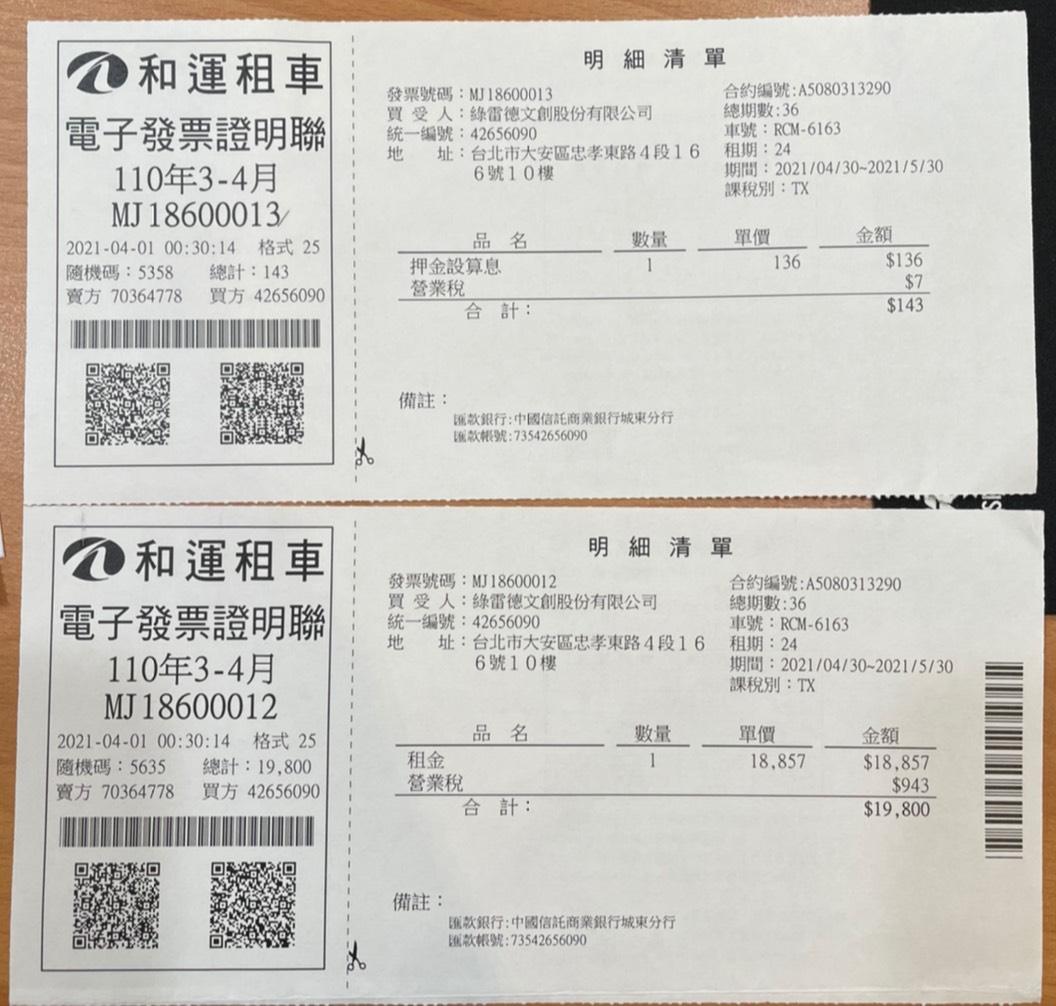 和運租車
電子發票證明聯
110年3-4月
MJ18600013
2021-04-01 00:30:14 格式 25
隨機碼：5358 總計：143
賣方 70364778 買方 42656090
明細清單
發票號碼：MJ18600013
買受人：綠雷德文創股份有限公司
統一編號：42656090
地址：台北市大安區忠孝東路４段１６
６號１０樓
合約編號:A5080313290
總期數:36
車號：RCM-6163
租期：24
期間：2021/04/30~2021/5/30
課稅別：TX
品名 數量 單價 金額
押金設算息 1 136 $136
營業稅 $7
合計： $143
備註：
匯款銀行:中國信託商業銀行城東分行
匯款帳號:73542656090
和運租車
電子發票證明聯
110年3-4月
MJ18600012
2021-04-01 00:30:14 格式 25
隨機碼：5635 總計：19,800
賣方 70364778 買方 42656090
明細清單
發票號碼：MJ18600012
買受人：綠雷德文創股份有限公司
統一編號：42656090
地址：台北市大安區忠孝東路４段１６
６號１０樓
合約編號:A5080313290
總期數:36
車號：RCM-6163
租期：24
期間：2021/04/30~2021/5/30
課稅別：TX
品名 數量 單價 金額
租金 1 18,857 $18,857
營業稅 $943
合計： $19,800
備註：
匯款銀行:中國信託商業銀行城東分行
匯款帳號:73542656090